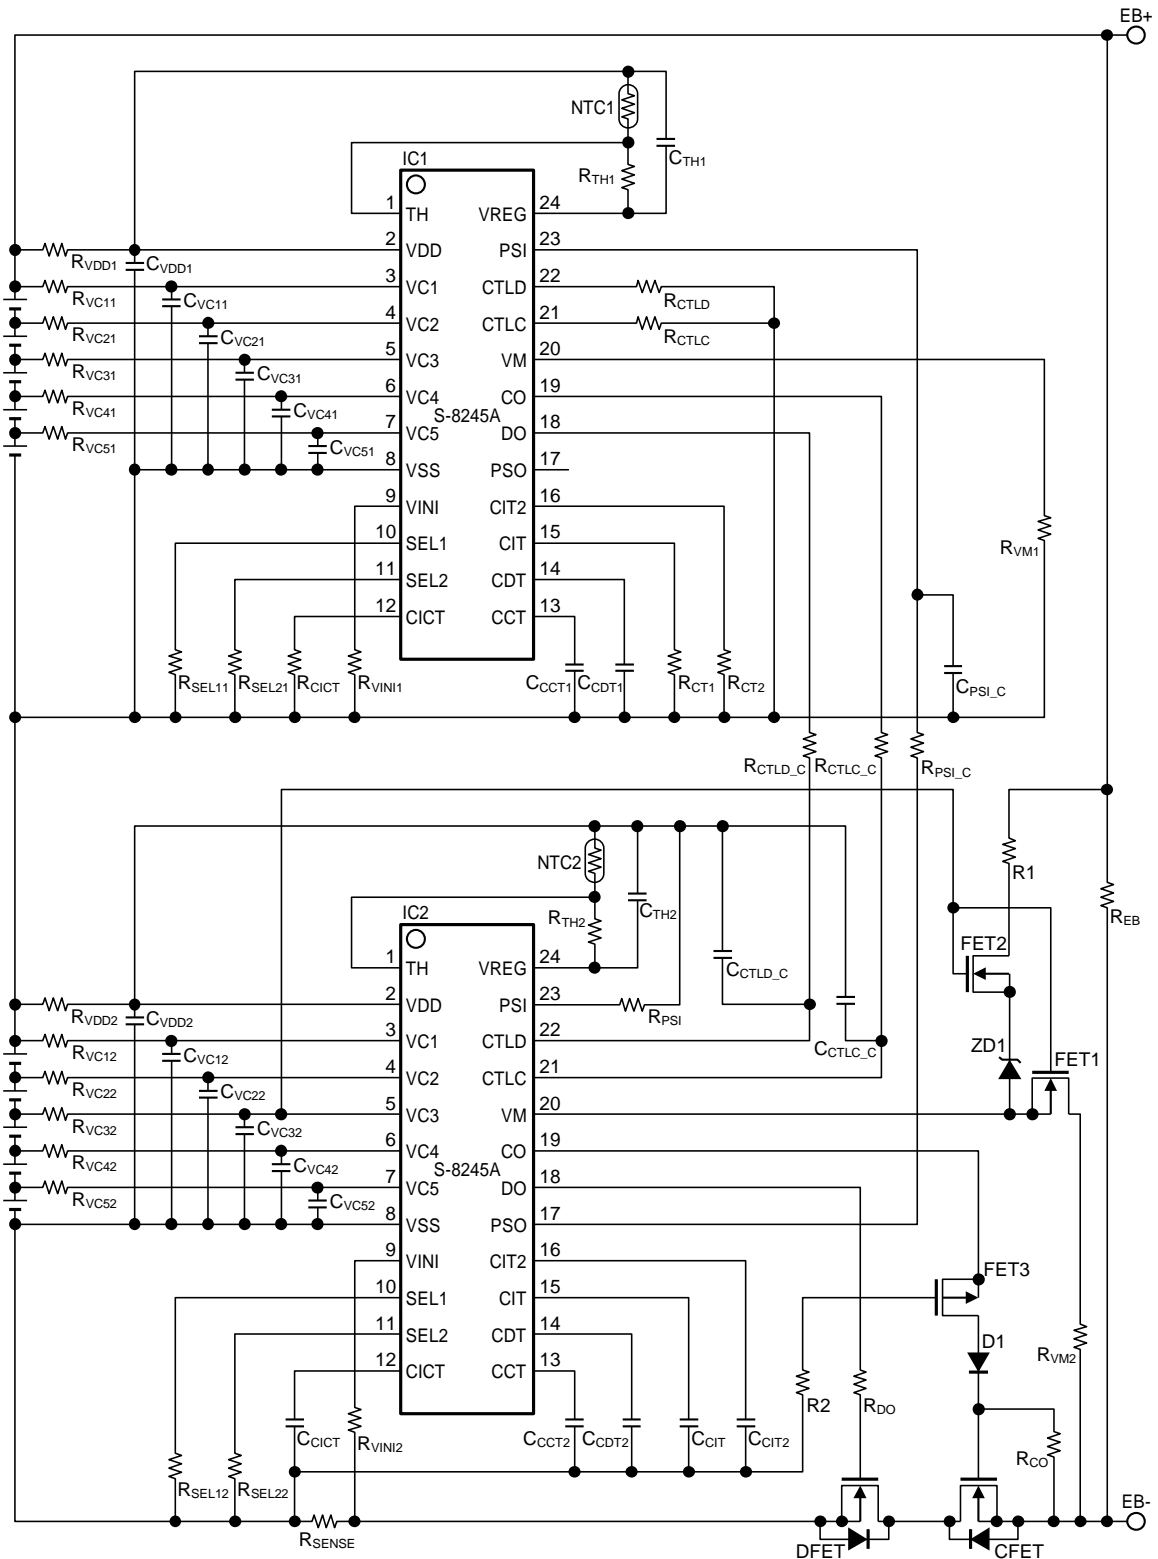 EB+
NTC1
CTH1
RTH1
IC1
1 TH VREG 24
2 VDD PSI 23
3 VC1 CTLD 22
4 VC2 CTLC 21
5 VC3 VM 20
6 VC4 CO 19
S-8245A
7 VC5 DO 18
8 VSS PSO 17
9 VINI CIT2 16
10 SEL1 CIT 15
11 SEL2 CDT 14
12 CICT CCT 13
RVDD1 CVDD1
RVC11 CVC11
RVC21 CVC21
RVC31 CVC31
RVC41 CVC41
RVC51 CVC51
RCTLD
RCTLC
RVM1
RSEL11 RSEL21 RCICT RVINI1 CCCT1 CCDT1 RCT1 RCT2 CPSI_C
RCTLD_C RCTLC_C RPSI_C
NTC2
CTH2
RTH2
R1
REB
IC2
1 TH VREG 24
2 VDD PSI 23
3 VC1 CTLD 22
4 VC2 CTLC 21
5 VC3 VM 20
6 VC4 CO 19
S-8245A
7 VC5 DO 18
8 VSS PSO 17
9 VINI CIT2 16
10 SEL1 CIT 15
11 SEL2 CDT 14
12 CICT CCT 13
RVDD2 CVDD2
RVC12 CVC12
RVC22 CVC22
RVC32 CVC32
RVC42 CVC42
RVC52 CVC52
CCTLD_C
RPSI
CCTLC_C
FET2
ZD1
FET1
FET3
D1
RVM2
R2
RDO
RCO
CCICT RVINI2 CCCT2 CCDT2 CCIT CCIT2
RSEL12 RSEL22
RSENSE
DFET
CFET
EB-